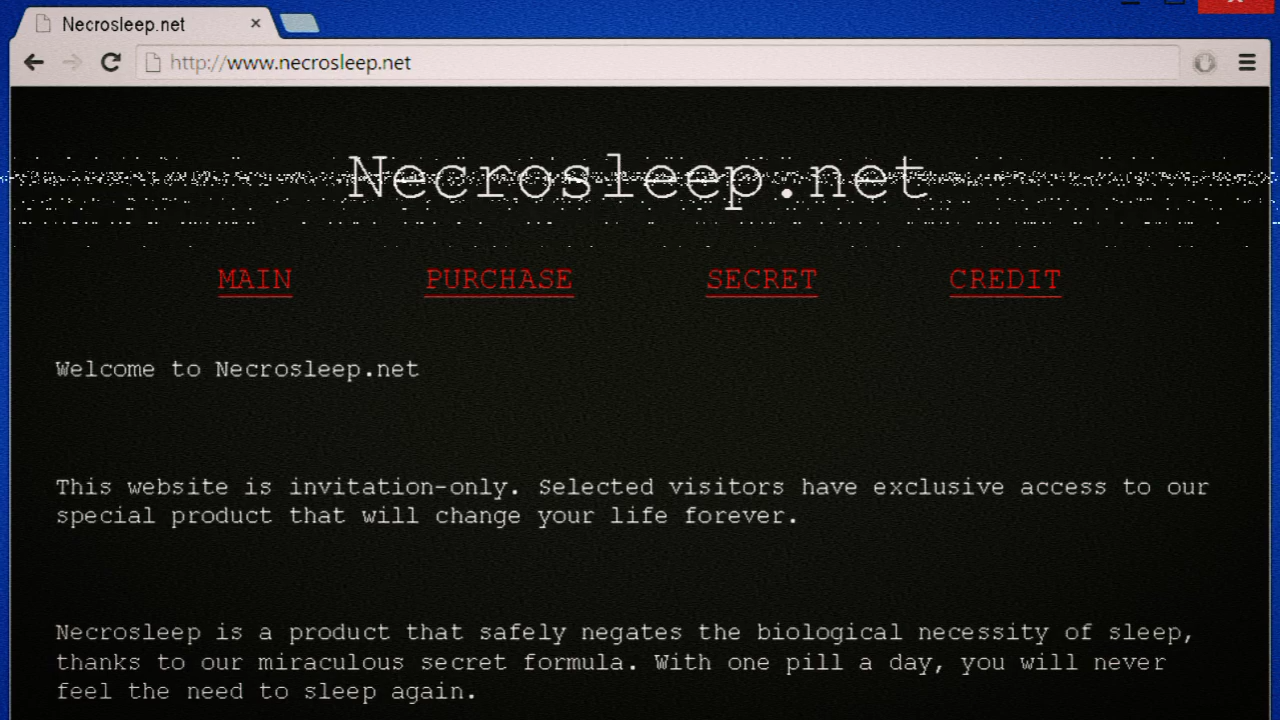 Necrosleep.net
http://www.necrosleep.net
Necrosleep.net
MAIN PURCHASE SECRET CREDIT
Welcome to Necrosleep.net
This website is invitation-only. Selected visitors have exclusive access to our
special product that will change your life forever.
Necrosleep is a product that safely negates the biological necessity of sleep,
thanks to our miraculous secret formula. With one pill a day, you will never
feel the need to sleep again.